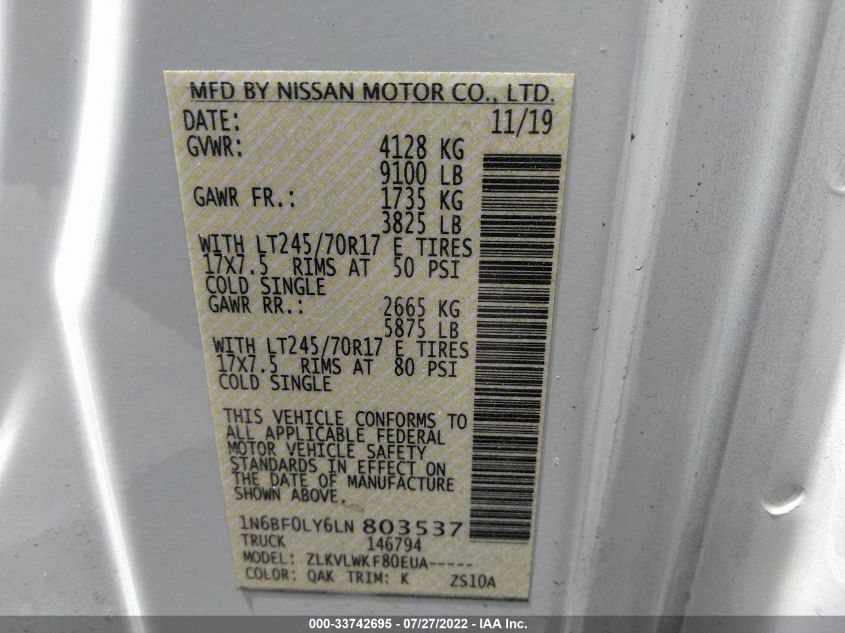 MFD BY NISSAN MOTOR CO., LTD.
DATE: 11/19
GVWR: 4128 KG
9100 LB
GAWR FR.: 1735 KG
3825 LB
WITH LT245/70R17 E TIRES
17X7.5 RIMS AT 50 PSI
COLD SINGLE
GAWR RR.: 2665 KG
5875 LB
WITH LT245/70R17 E TIRES
17X7.5 RIMS AT 80 PSI
COLD SINGLE
THIS VEHICLE CONFORMS TO
ALL APPLICABLE FEDERAL
MOTOR VEHICLE SAFETY
STANDARDS IN EFFECT ON
THE DATE OF MANUFACTURE
SHOWN ABOVE.
1N6BF0LY6LN 803537
TRUCK 146794
MODEL: ZLKVLWKF80EUA-----
COLOR: QAK TRIM: K ZS10A
000-33742695 - 07/27/2022 - IAA Inc.